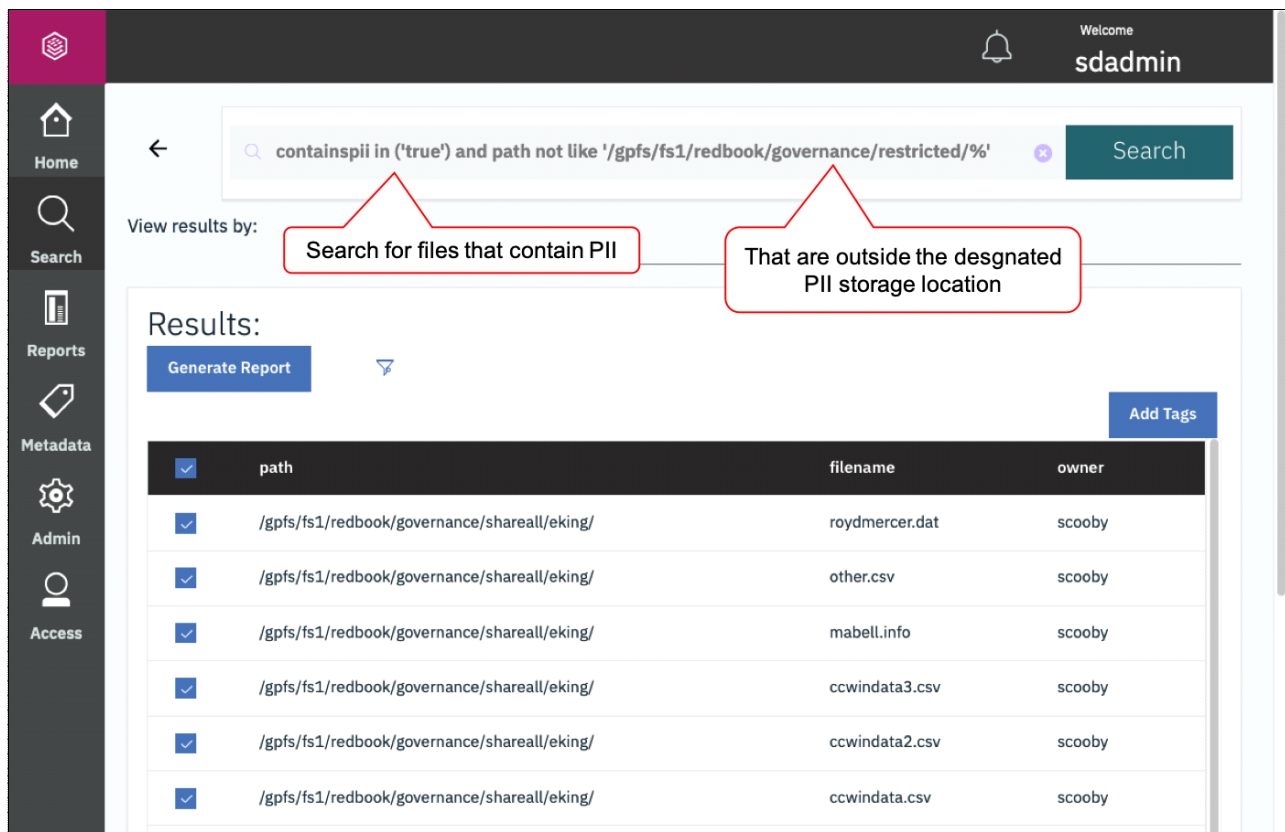 Welcome
sdadmin
Home
Search
Reports
Metadata
Admin
Access
containspii in ('true') and path not like '/gpfs/fs1/redbook/governance/restricted/%'
Search
View results by:
Search for files that contain PII
That are outside the desgnated
PII storage location
Results:
Generate Report
Add Tags
path filename owner
/gpfs/fs1/redbook/governance/shareall/eking/ roydmercer.dat scooby
/gpfs/fs1/redbook/governance/shareall/eking/ other.csv scooby
/gpfs/fs1/redbook/governance/shareall/eking/ mabell.info scooby
/gpfs/fs1/redbook/governance/shareall/eking/ ccwindata3.csv scooby
/gpfs/fs1/redbook/governance/shareall/eking/ ccwindata2.csv scooby
/gpfs/fs1/redbook/governance/shareall/eking/ ccwindata.csv scooby